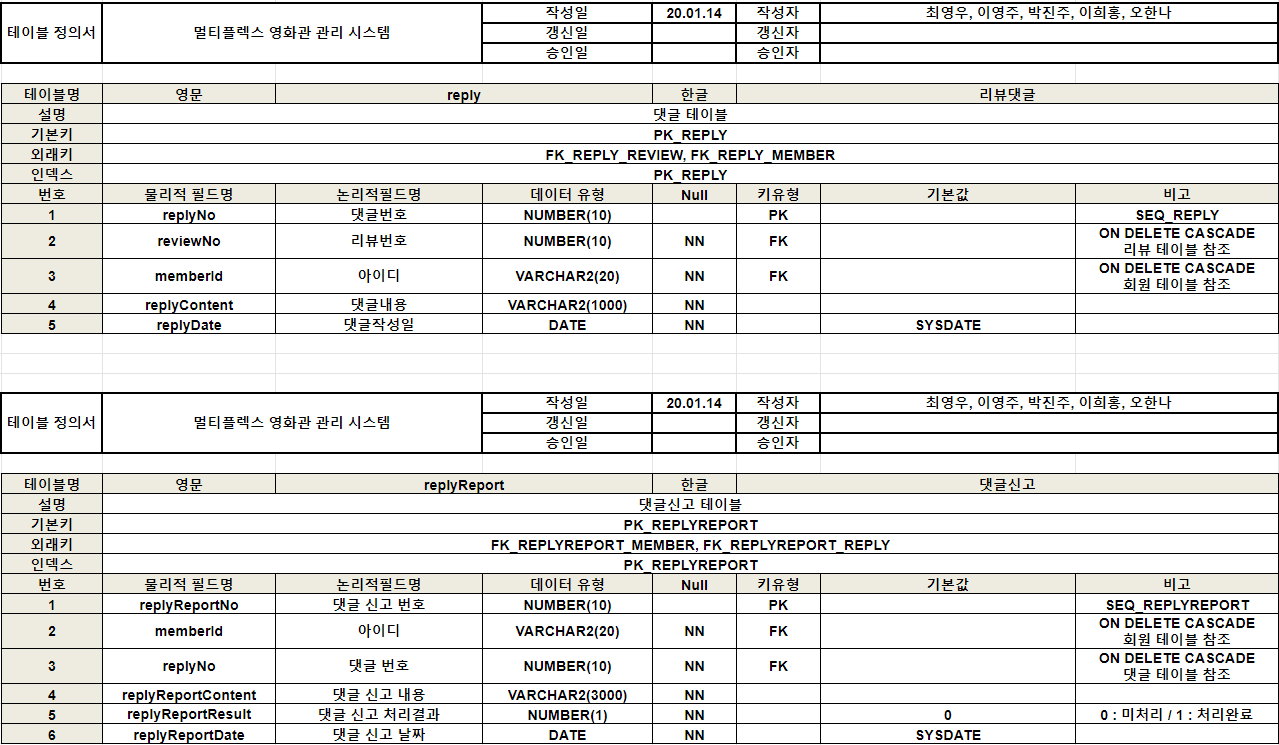 테이블 정의서 멀티플렉스 영화관 관리 시스템 작성일 20.01.14 작성자 최영우, 이영주, 박진주, 이희홍, 오한나
갱신일 갱신자
승인일 승인자
테이블명 영문 reply 한글 리뷰댓글
설명 댓글 테이블
기본키 PK_REPLY
외래키 FK_REPLY_REVIEW, FK_REPLY_MEMBER
인덱스 PK_REPLY
번호 물리적 필드명 논리적필드명 데이터 유형 Null 키유형 기본값 비고
1 replyNo 댓글번호 NUMBER(10) PK SEQ_REPLY
2 reviewNo 리뷰번호 NUMBER(10) NN FK ON DELETE CASCADE
리뷰 테이블 참조
3 memberId 아이디 VARCHAR2(20) NN FK ON DELETE CASCADE
회원 테이블 참조
4 replyContent 댓글내용 VARCHAR2(1000) NN
5 replyDate 댓글작성일 DATE NN SYSDATE
테이블 정의서 멀티플렉스 영화관 관리 시스템 작성일 20.01.14 작성자 최영우, 이영주, 박진주, 이희홍, 오한나
갱신일 갱신자
승인일 승인자
테이블명 영문 replyReport 한글 댓글신고
설명 댓글신고 테이블
기본키 PK_REPLYREPORT
외래키 FK_REPLYREPORT_MEMBER, FK_REPLYREPORT_REPLY
인덱스 PK_REPLYREPORT
번호 물리적 필드명 논리적필드명 데이터 유형 Null 키유형 기본값 비고
1 replyReportNo 댓글 신고 번호 NUMBER(10) PK SEQ_REPLYREPORT
2 memberId 아이디 VARCHAR2(20) NN FK ON DELETE CASCADE
회원 테이블 참조
3 replyNo 댓글 번호 NUMBER(10) NN FK ON DELETE CASCADE
댓글 테이블 참조
4 replyReportContent 댓글 신고 내용 VARCHAR2(3000) NN
5 replyReportResult 댓글 신고 처리결과 NUMBER(1) NN 0 0 : 미처리 / 1 : 처리완료
6 replyReportDate 댓글 신고 날짜 DATE NN SYSDATE